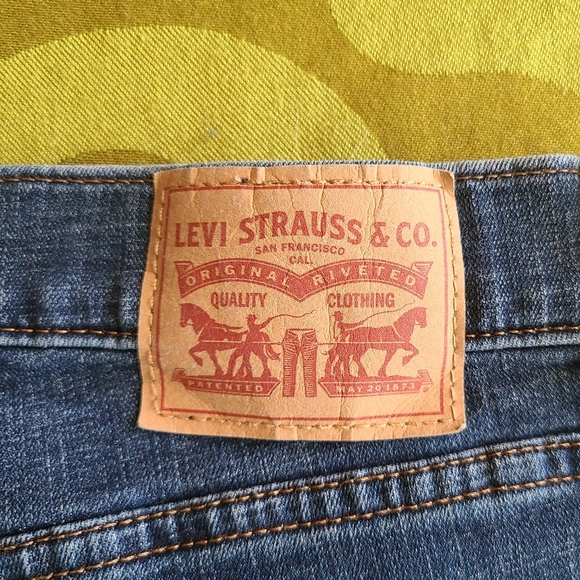 LEVI STRAUSS & CO.
SAN FRANCISCO
CAL.
ORIGINAL RIVETED
QUALITY CLOTHING
PATENTED MAY 20 1873